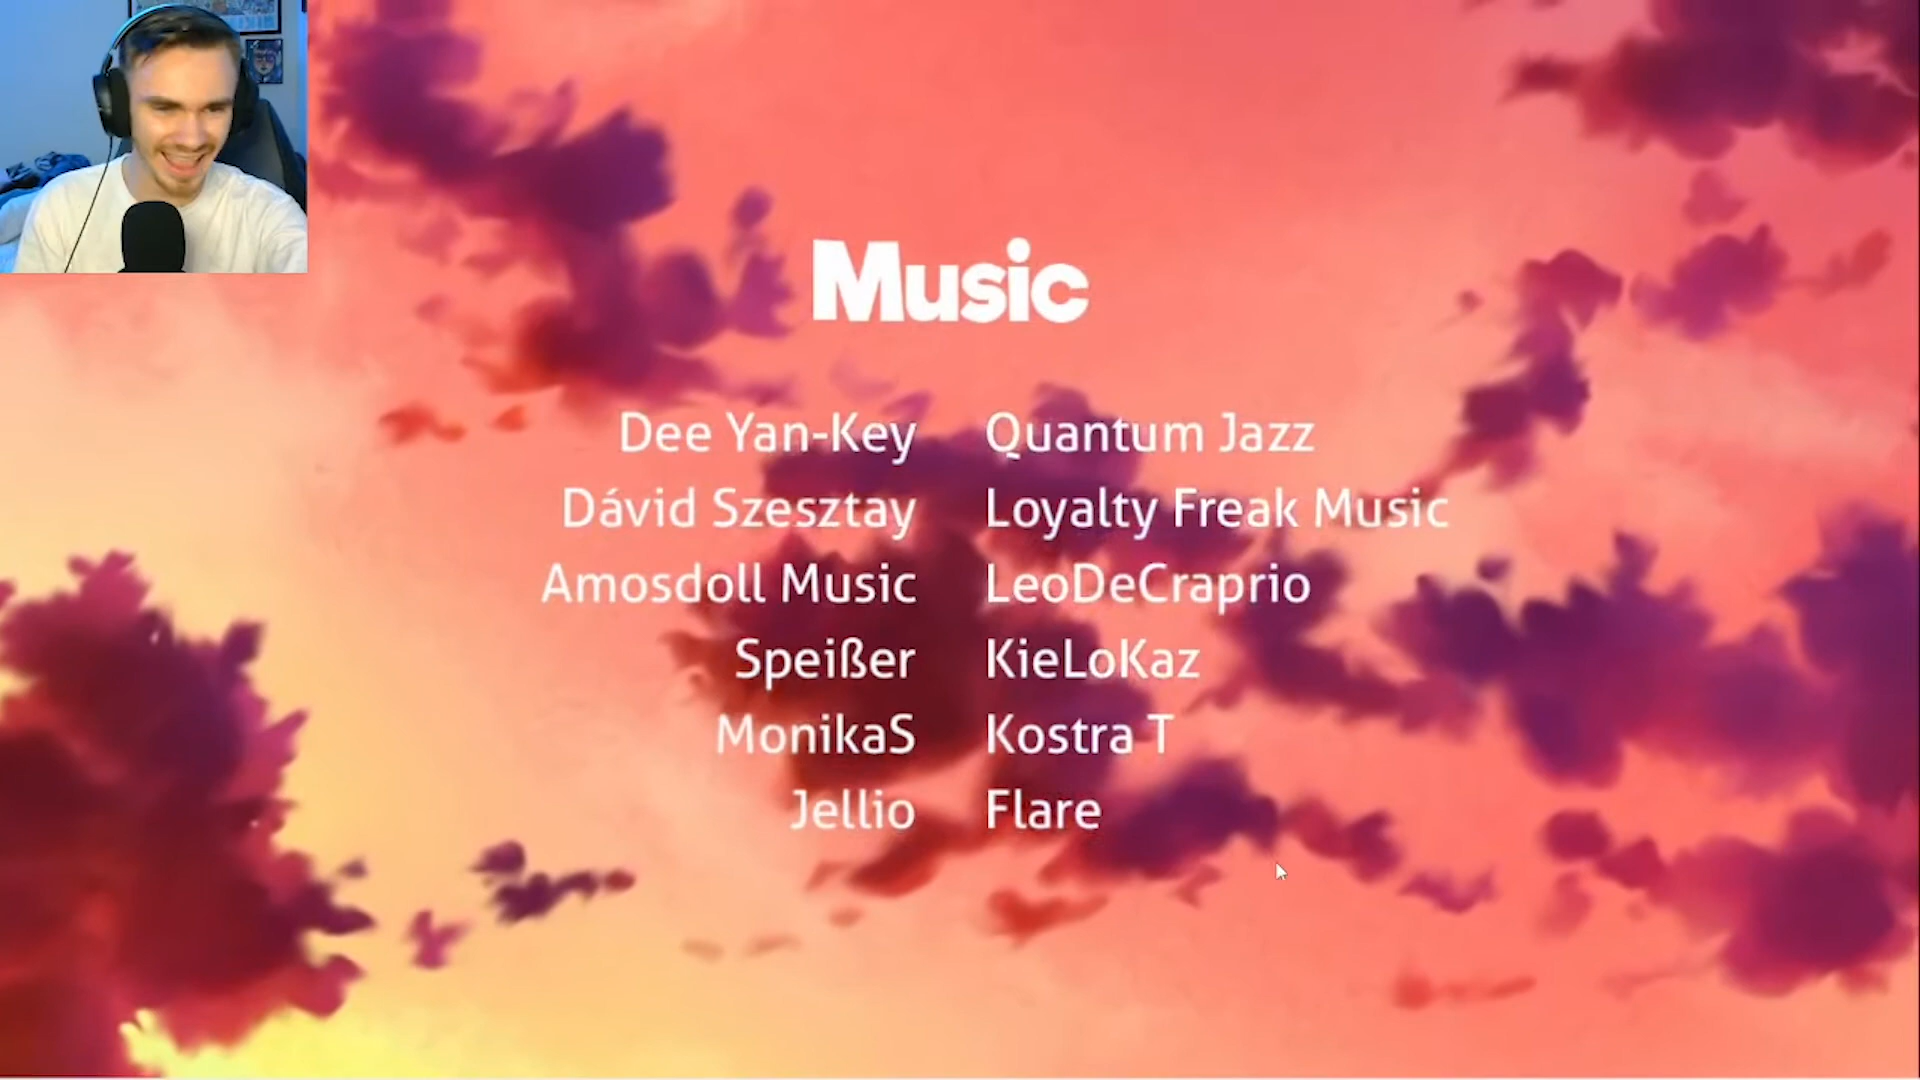 Music
Dee Yan-Key Quantum Jazz
Dávid Szesztay Loyalty Freak Music
Amosdoll Music LeoDeCraprio
Speißer KieLoKaz
MonikaS Kostra T
Jellio Flare